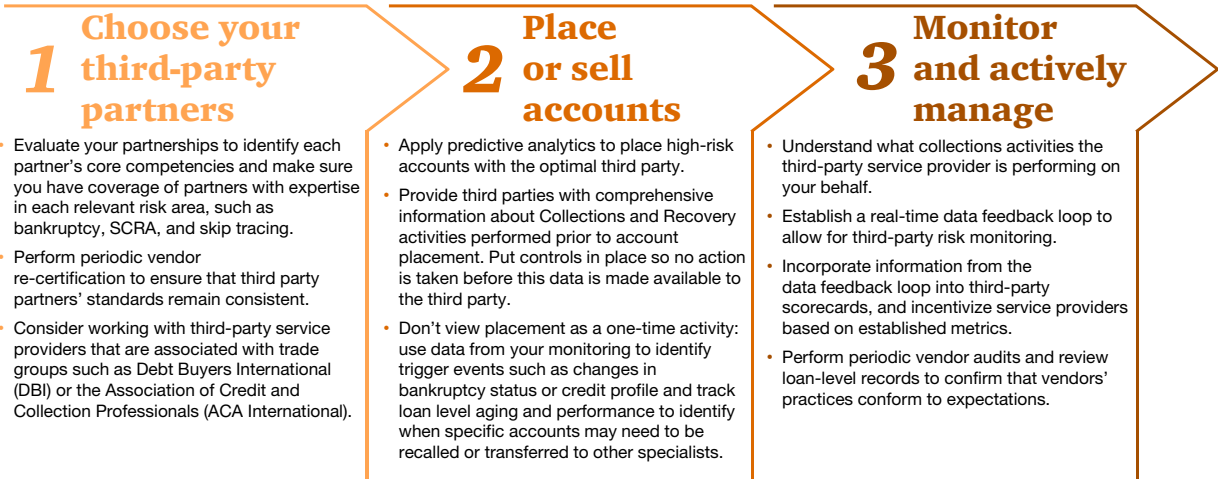 1
Choose your
third-party
partners
• Evaluate your partnerships to identify each
partner's core competencies and make sure
you have coverage of partners with expertise
in each relevant risk area, such as
bankruptcy, SCRA, and skip tracing.
• Perform periodic vendor
re-certification to ensure that third party
partners' standards remain consistent.
• Consider working with third-party service
providers that are associated with trade
groups such as Debt Buyers International
(DBI) or the Association of Credit and
Collection Professionals (ACA International).
2
Place
or sell
accounts
• Apply predictive analytics to place high-risk
accounts with the optimal third party.
• Provide third parties with comprehensive
information about Collections and Recovery
activities performed prior to account
placement. Put controls in place so no action
is taken before this data is made available to
the third party.
• Don't view placement as a one-time activity:
use data from your monitoring to identify
trigger events such as changes in
bankruptcy status or credit profile and track
loan level aging and performance to identify
when specific accounts may need to be
recalled or transferred to other specialists.
3
Monitor
and actively
manage
• Understand what collections activities the
third-party service provider is performing on
your behalf.
• Establish a real-time data feedback loop to
allow for third-party risk monitoring.
• Incorporate information from the
data feedback loop into third-party
scorecards, and incentivize service providers
based on established metrics.
• Perform periodic vendor audits and review
loan-level records to confirm that vendors'
practices conform to expectations.